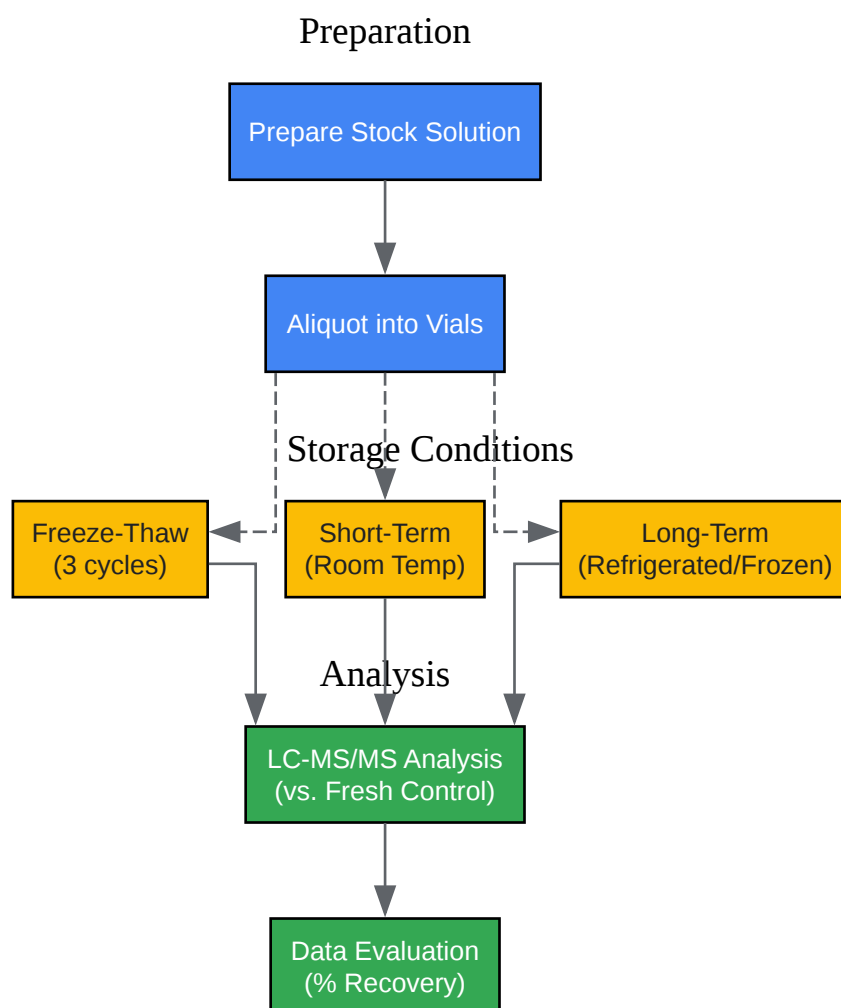 Preparation
Prepare Stock Solution
Aliquot into Vials
Storage Conditions
Freeze-Thaw
(3 cycles)
Short-Term
(Room Temp)
Long-Term
(Refrigerated/Frozen)
Analysis
LC-MS/MS Analysis
(vs. Fresh Control)
Data Evaluation
(% Recovery)